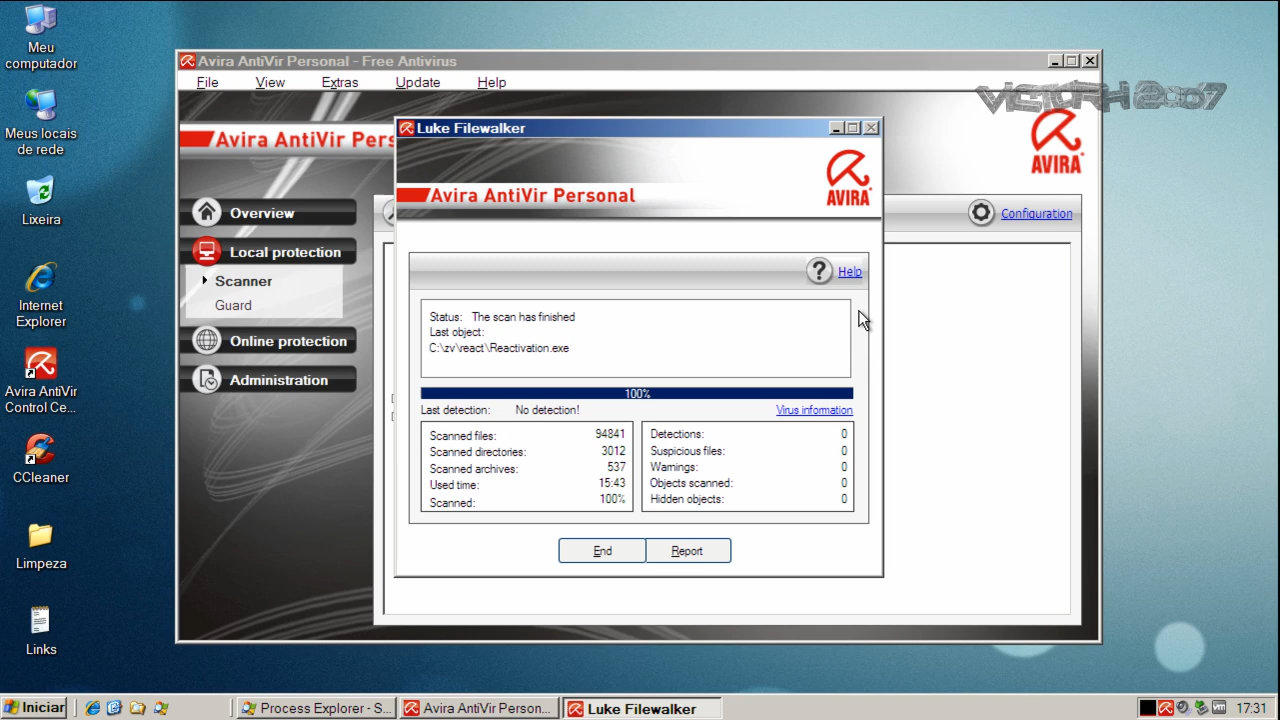 Meu
computador
Meus locais
de rede
Lixeira
Internet
Explorer
Avira AntiVir
Control Ce...
CCleaner
Limpeza
Links
Avira AntiVir Personal - Free Antivirus
File View Extras Update Help
VICTORH 2007
Avira AntiVir Pers
AVIRA
Overview
Local protection
Scanner
Guard
Online protection
Administration
Configuration
Luke Filewalker
Avira AntiVir Personal
AVIRA
Help
Status: The scan has finished
Last object:
C:\zv\react\Reactivation.exe
100%
Last detection: No detection! Virus information
Scanned files: 94841
Scanned directories: 3012
Scanned archives: 537
Used time: 15:43
Scanned: 100%
Detections: 0
Suspicious files: 0
Warnings: 0
Objects scanned: 0
Hidden objects: 0
End Report
Iniciar Process Explorer - S... Avira AntiVir Person... Luke Filewalker vm 17:31